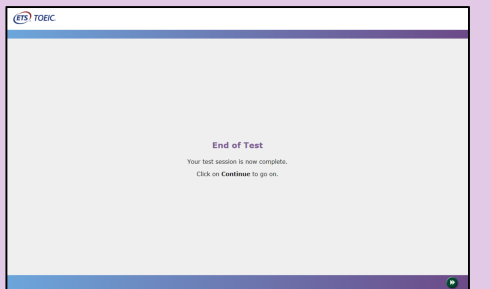 ETS TOEIC
End of Test
Your test session is now complete.
Click on Continue to go on.